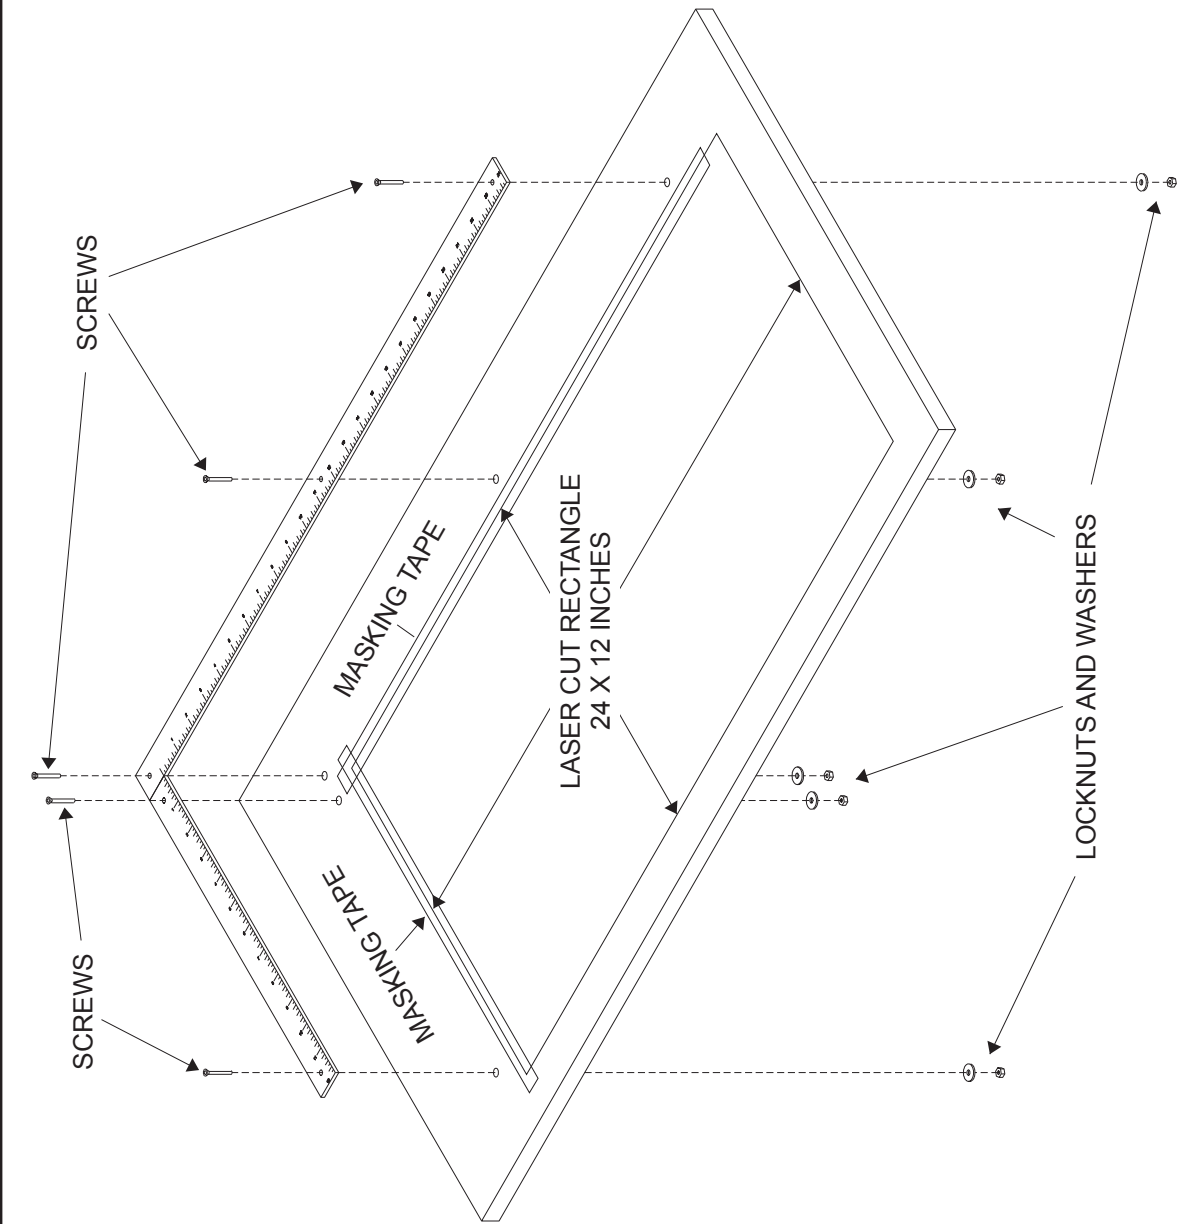 SCREWS
SCREWS
MASKING TAPE
MASKING TAPE
LASER CUT RECTANGLE
24 X 12 INCHES
LOCKNUTS AND WASHERS